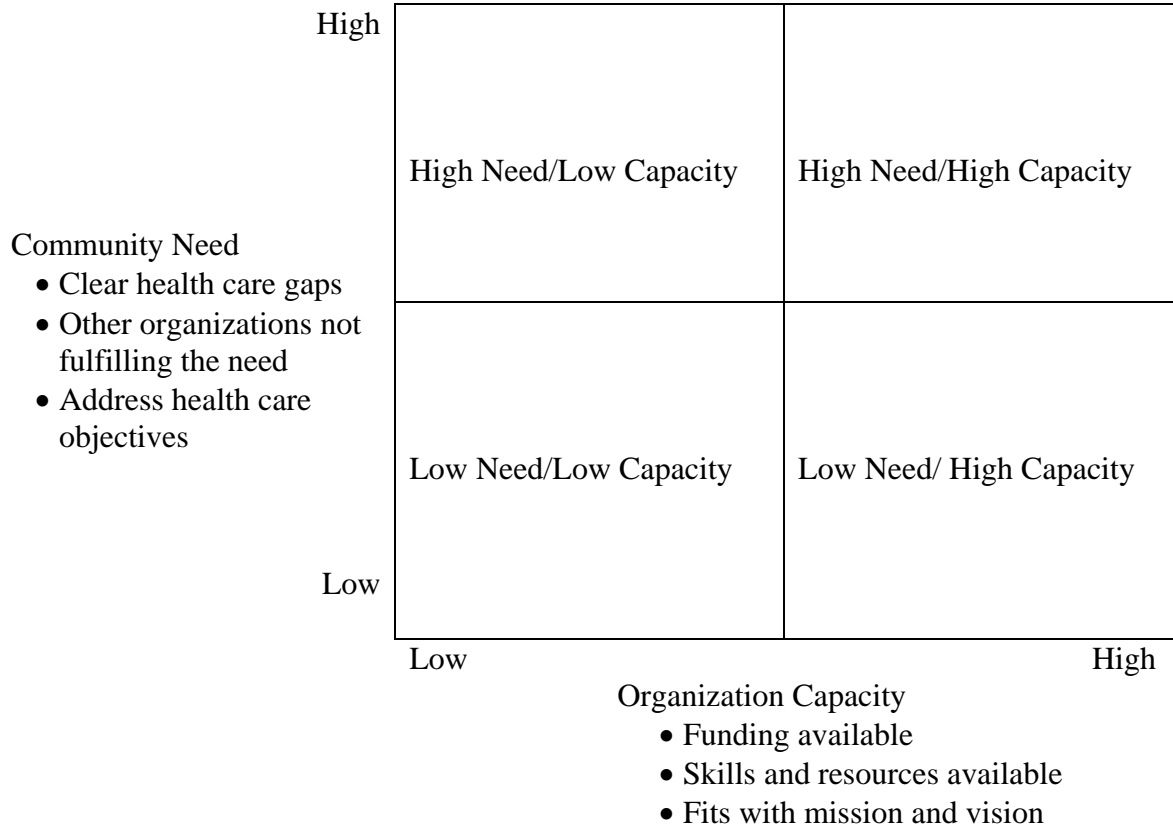 High
High Need/Low Capacity
High Need/High Capacity
Community Need
• Clear health care gaps
• Other organizations not
fulfilling the need
• Address health care
objectives
Low Need/Low Capacity
Low Need/ High Capacity
Low
Low
High
Organization Capacity
• Funding available
• Skills and resources available
• Fits with mission and vision